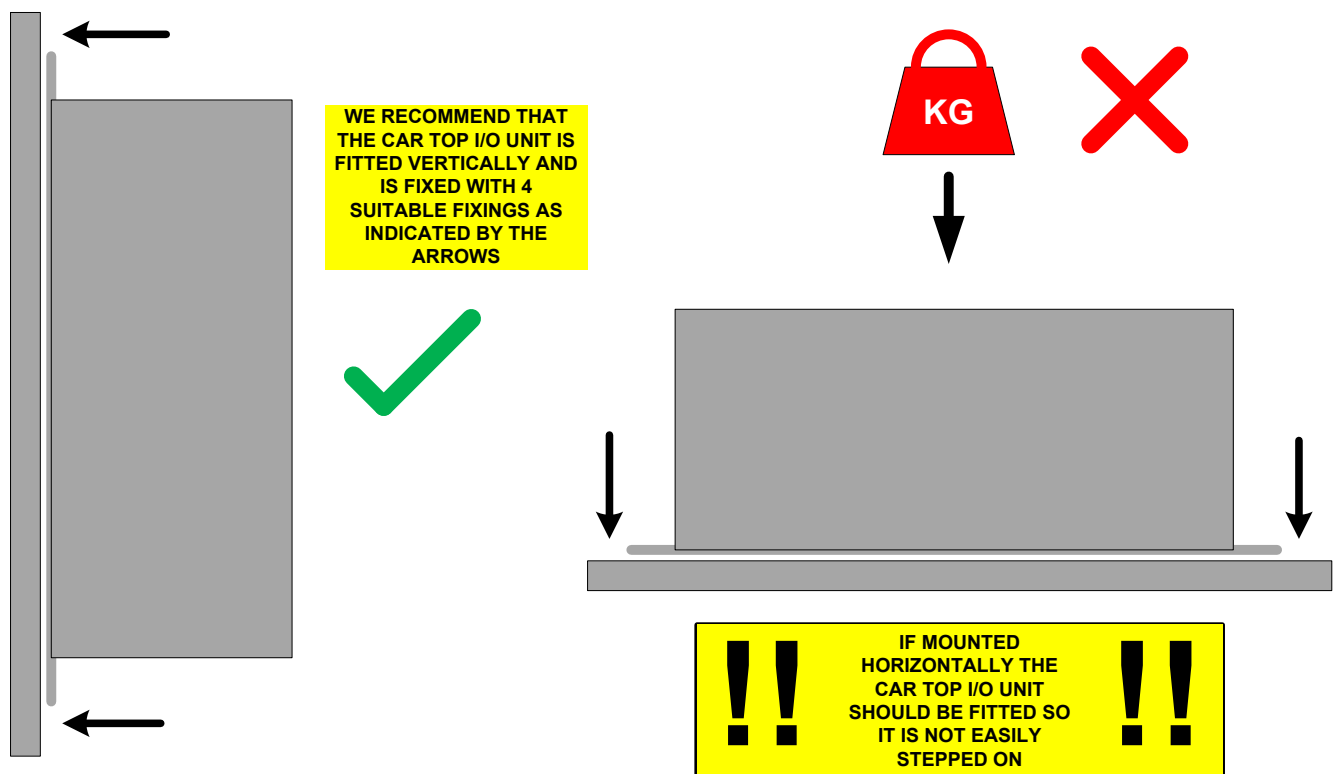 WE RECOMMEND THAT
THE CAR TOP I/O UNIT IS
FITTED VERTICALLY AND
IS FIXED WITH 4
SUITABLE FIXINGS AS
INDICATED BY THE
ARROWS
KG
!!
IF MOUNTED
HORIZONTALLY THE
CAR TOP I/O UNIT
SHOULD BE FITTED SO
IT IS NOT EASILY
STEPPED ON
!!